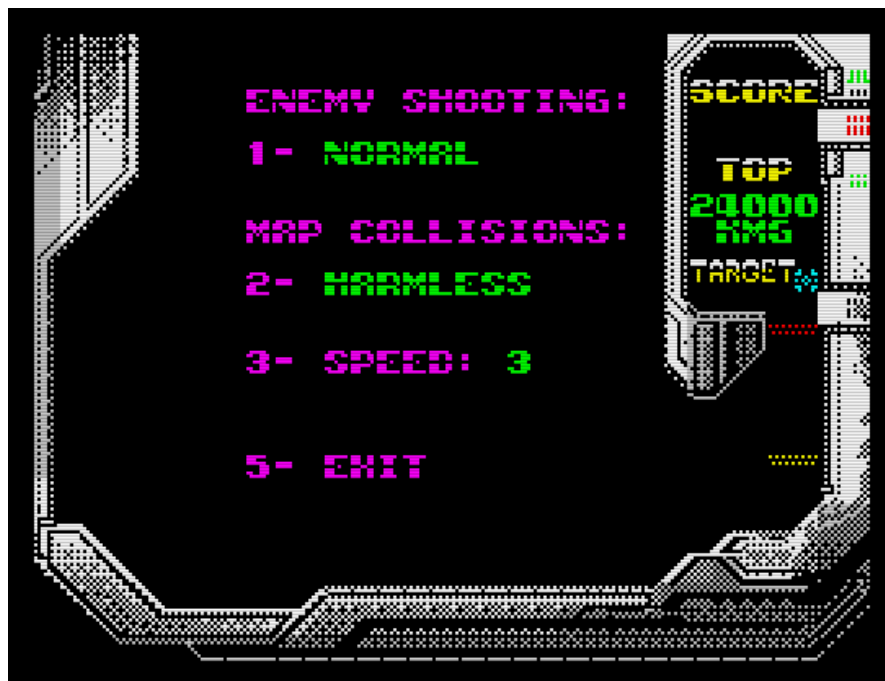 ENEMY SHOOTING:
1- NORMAL
MAP COLLISIONS:
2- HARMLESS
3- SPEED: 3
5- EXIT
SCORE
TOP
24000
KMG
TARGET